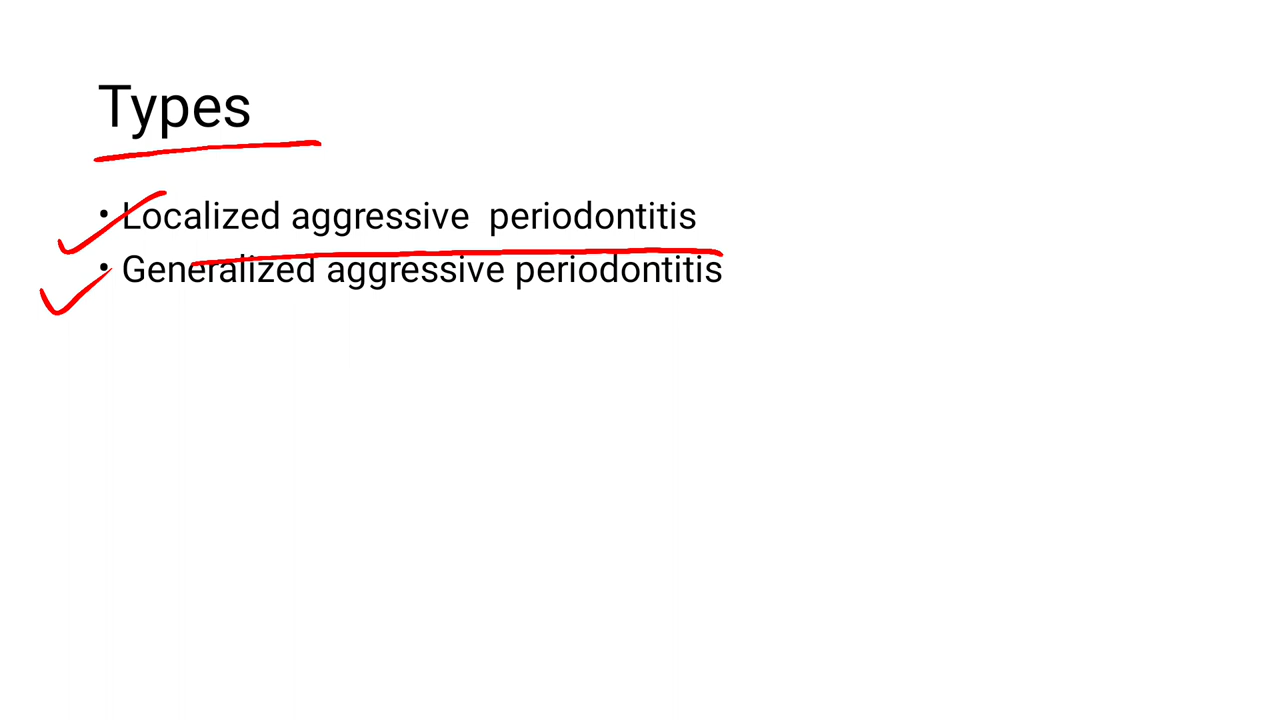 Types
• Localized aggressive periodontitis
• Generalized aggressive periodontitis